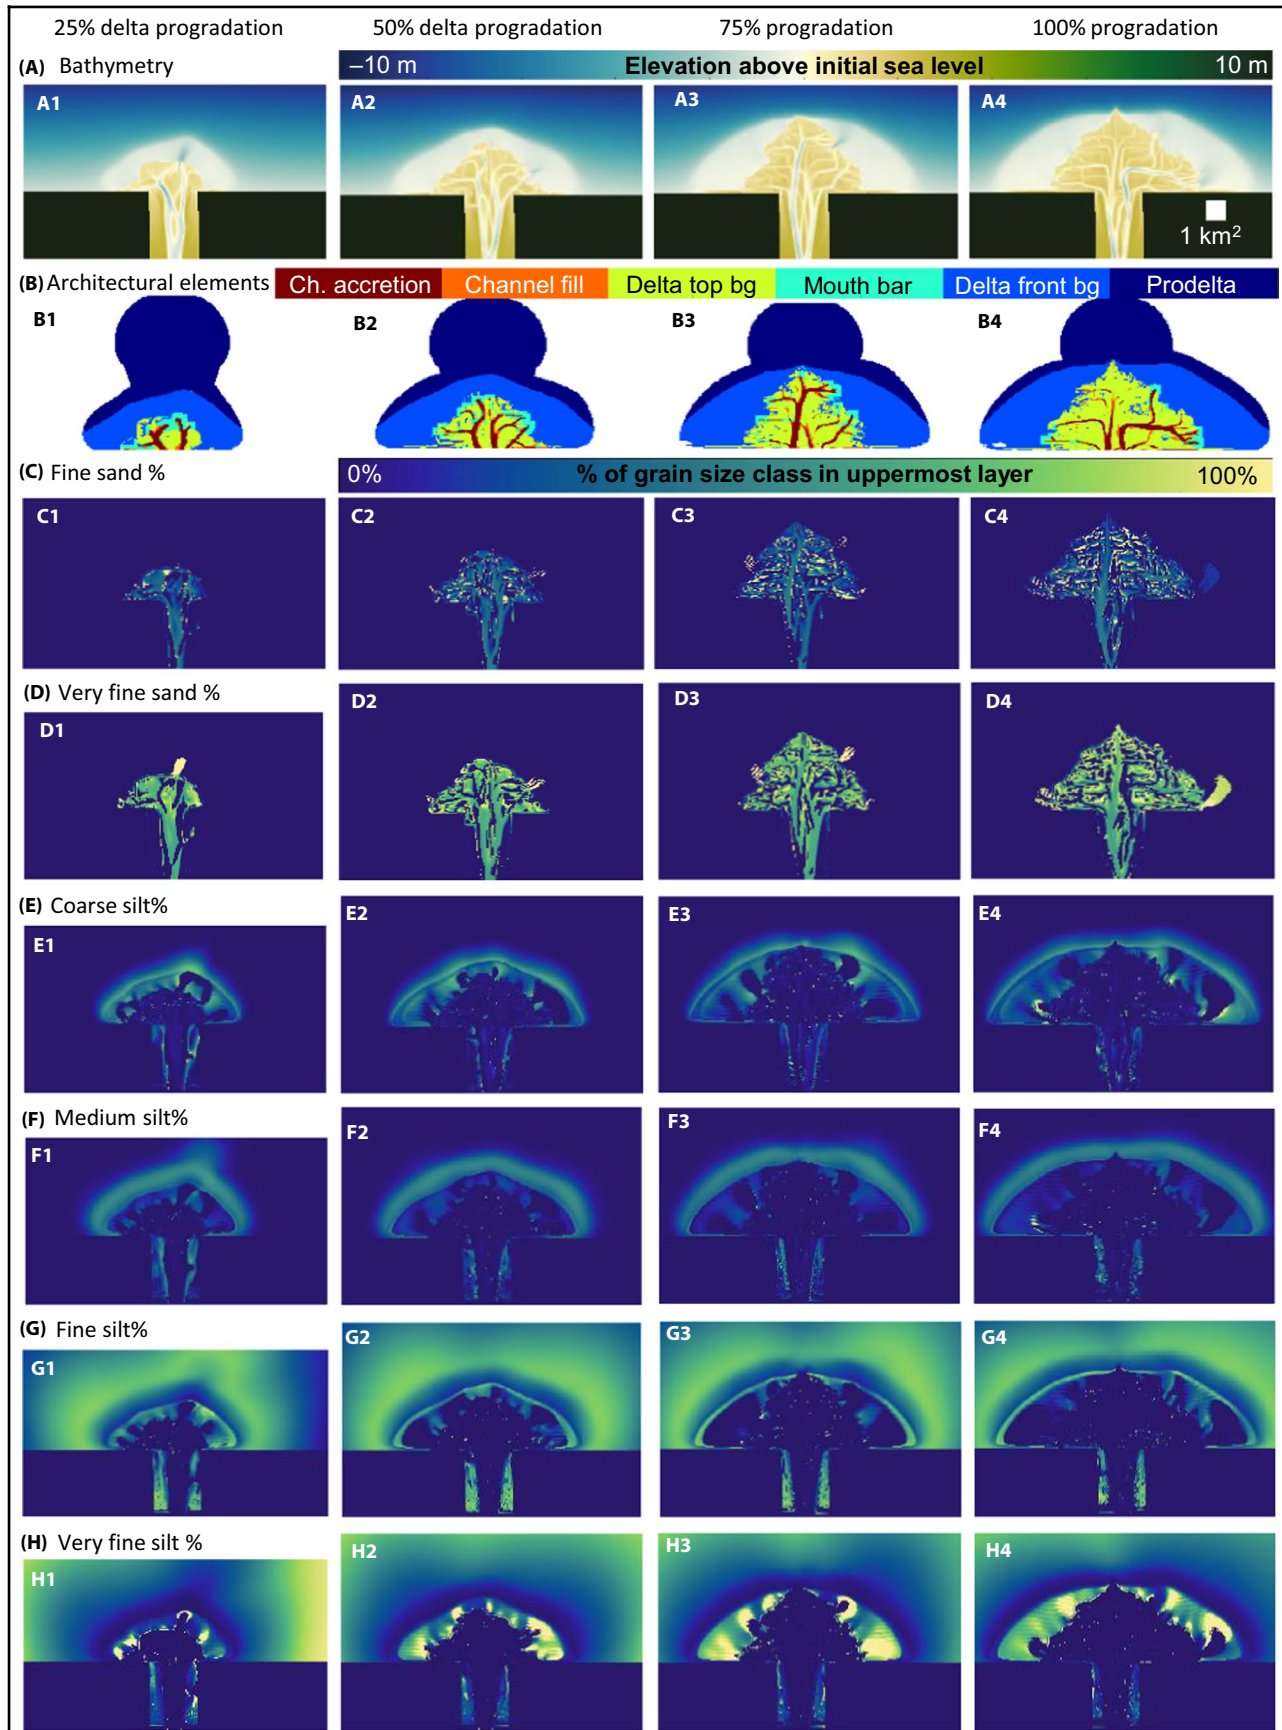 25% delta progradation 50% delta progradation 75% progradation 100% progradation
(A) Bathymetry –10 m Elevation above initial sea level 10 m
A1 A2 A3 A4
1 km²
(B) Architectural elements Ch. accretion Channel fill Delta top bg Mouth bar Delta front bg Prodelta
B1 B2 B3 B4
(C) Fine sand % 0% % of grain size class in uppermost layer 100%
C1 C2 C3 C4
(D) Very fine sand %
D1 D2 D3 D4
(E) Coarse silt%
E1 E2 E3 E4
(F) Medium silt%
F1 F2 F3 F4
(G) Fine silt%
G1 G2 G3 G4
(H) Very fine silt %
H1 H2 H3 H4